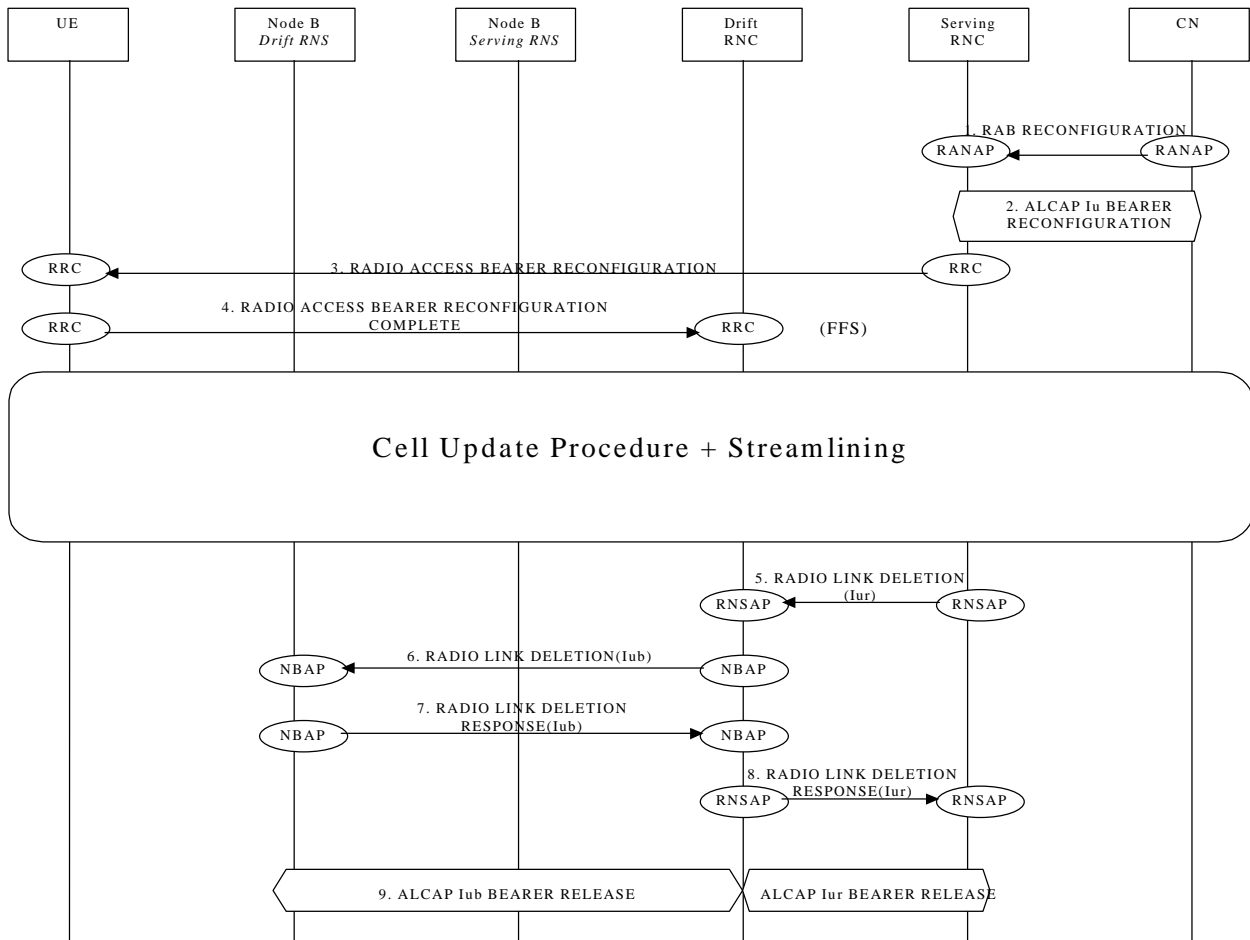 UE
Node B
Drift RNS
Node B
Serving RNS
Drift
RNC
Serving
RNC
CN
1. RAB RECONFIGURATION
RANAP
RANAP
2. ALCAP Iu BEARER
RECONFIGURATION
RRC
3. RADIO ACCESS BEARER RECONFIGURATION
RRC
4. RADIO ACCESS BEARER RECONFIGURATION
COMPLETE
RRC
RRC
(FFS)
Cell Update Procedure + Streamlining
5. RADIO LINK DELETION
(Iur)
RNSAP
RNSAP
6. RADIO LINK DELETION(Iub)
NBAP
NBAP
7. RADIO LINK DELETION
RESPONSE(Iub)
NBAP
NBAP
8. RADIO LINK DELETION
RESPONSE(Iur)
RNSAP
RNSAP
9. ALCAP Iub BEARER RELEASE
ALCAP Iur BEARER RELEASE